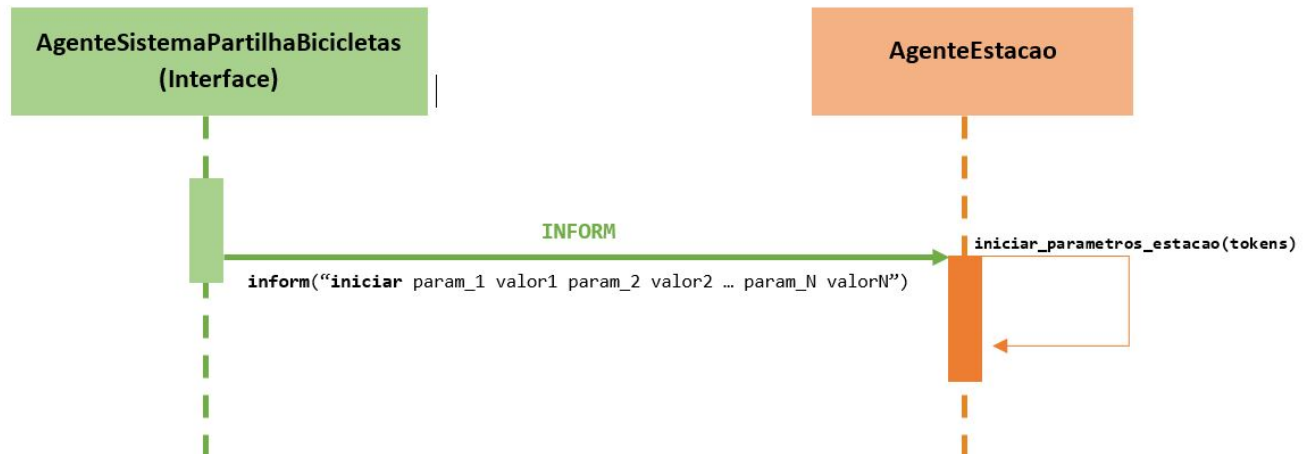 AgenteSistemaPartilhaBicicletas
(Interface)
AgenteEstacao
INFORM
iniciar_parametros_estacao(tokens)
inform(“iniciar param_1 valor1 param_2 valor2 … param_N valorN”)